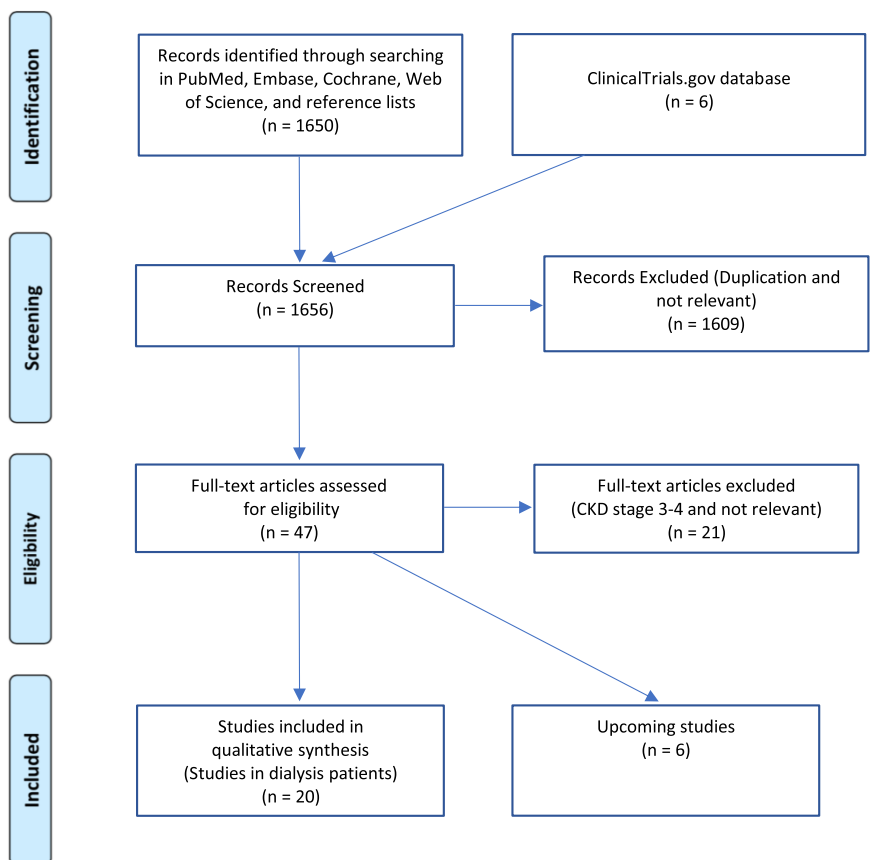 Identification
Records identified through searching
in PubMed, Embase, Cochrane, Web
of Science, and reference lists
(n = 1650)
ClinicalTrials.gov database
(n = 6)
Screening
Records Screened
(n = 1656)
Records Excluded (Duplication and
not relevant)
(n = 1609)
Eligibility
Full-text articles assessed
for eligibility
(n = 47)
Full-text articles excluded
(CKD stage 3-4 and not relevant)
(n = 21)
Included
Studies included in
qualitative synthesis
(Studies in dialysis patients)
(n = 20)
Upcoming studies
(n = 6)